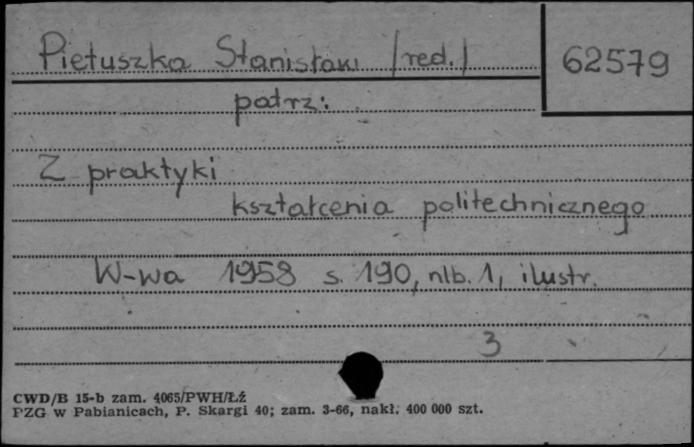 Pietuszka Stanisław /red./
62579
patrz:
Z praktyki
kształcenia politechnicznego
W-wa 1958 s. 190, nlb. 1, ilustr.
3
CWD/B 15-b zam. 4065/PWH/ŁŹ
PZG w Pabianicach, P. Skargi 40; zam. 3-66, nakł. 400 000 szt.